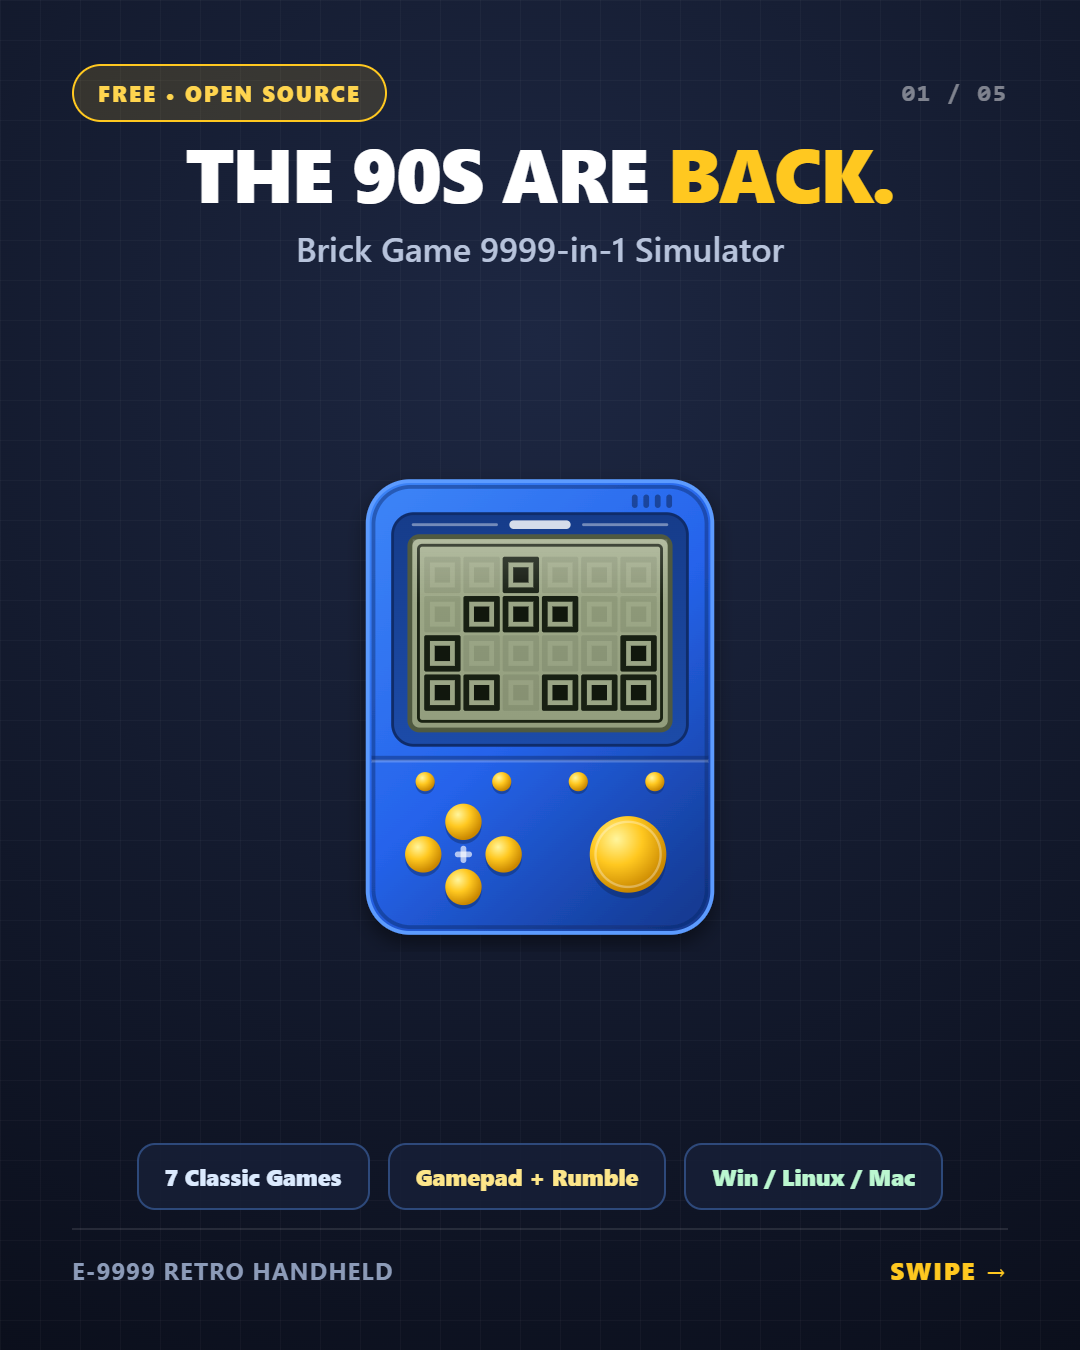 FREE • OPEN SOURCE
01 / 05
THE 90S ARE BACK.
Brick Game 9999-in-1 Simulator
7 Classic Games
Gamepad + Rumble
Win / Linux / Mac
E-9999 RETRO HANDHELD
SWIPE →